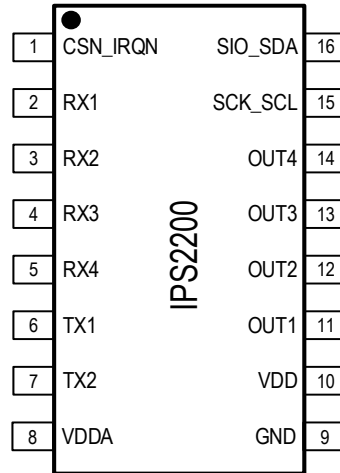 1 CSN_IRQN SIO_SDA 16
2 RX1 SCK_SCL 15
3 RX2 OUT4 14
4 RX3 OUT3 13
5 RX4 OUT2 12
6 TX1 OUT1 11
7 TX2 VDD 10
8 VDDA GND 9
IPS2200